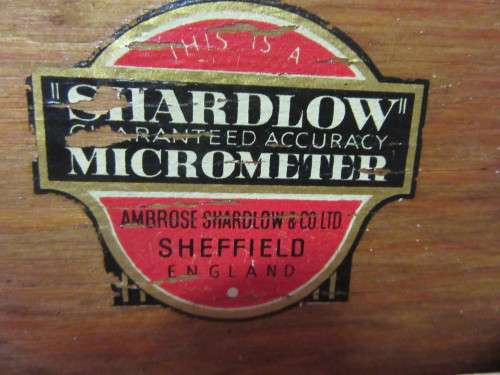 THIS IS A
"SHARDLOW"
GUARANTEED ACCURACY
MICROMETER
AMBROSE SHARDLOW & CO LTD.
SHEFFIELD
ENGLAND